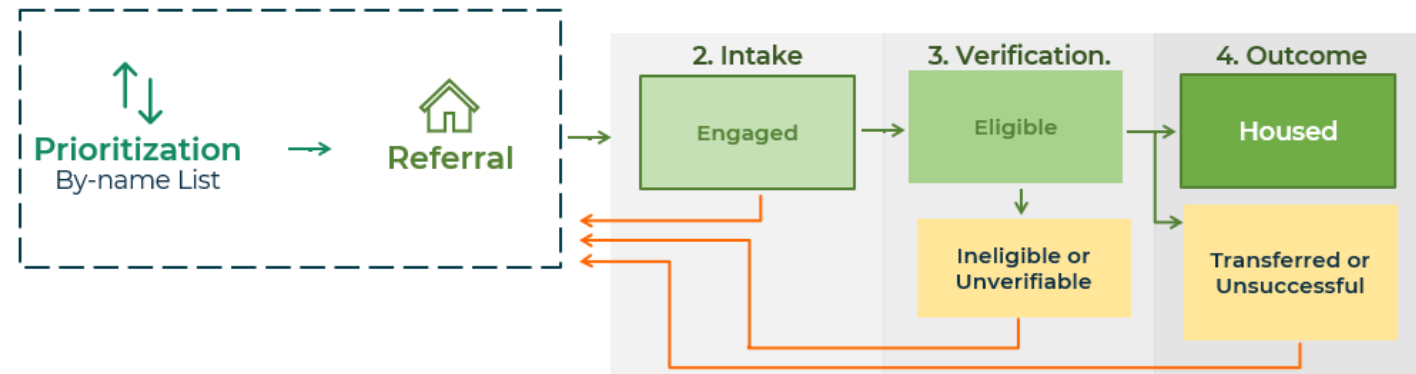 Prioritization
By-name List
Referral
2. Intake
Engaged
3. Verification.
Eligible
Ineligible or
Unverifiable
4. Outcome
Housed
Transferred or
Unsuccessful